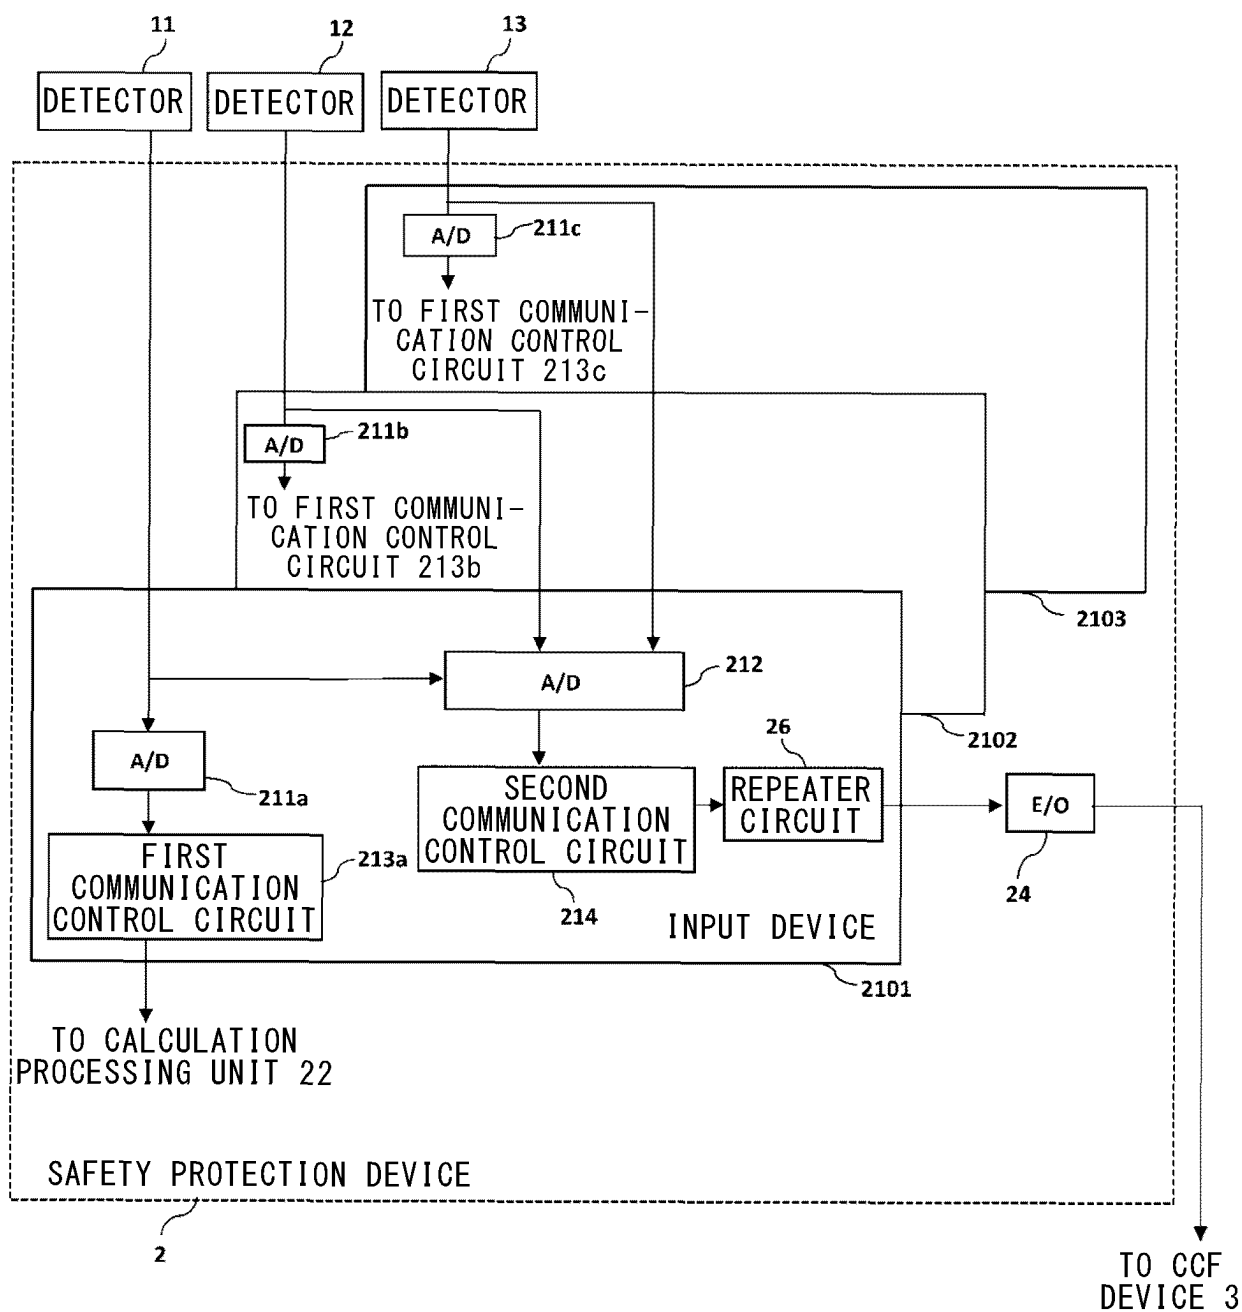 11
12
13
DETECTOR
DETECTOR
DETECTOR
A/D
211c
TO FIRST COMMUNI-
CATION CONTROL
CIRCUIT 213c
A/D
211b
TO FIRST COMMUNI-
CATION CONTROL
CIRCUIT 213b
2103
212
A/D
2102
A/D
211a
26
SECOND
COMMUNICATION
CONTROL CIRCUIT
REPEATER
CIRCUIT
E/O
24
FIRST
COMMUNICATION
CONTROL CIRCUIT
213a
214
INPUT DEVICE
2101
TO CALCULATION
PROCESSING UNIT 22
SAFETY PROTECTION DEVICE
2
TO CCF
DEVICE 3